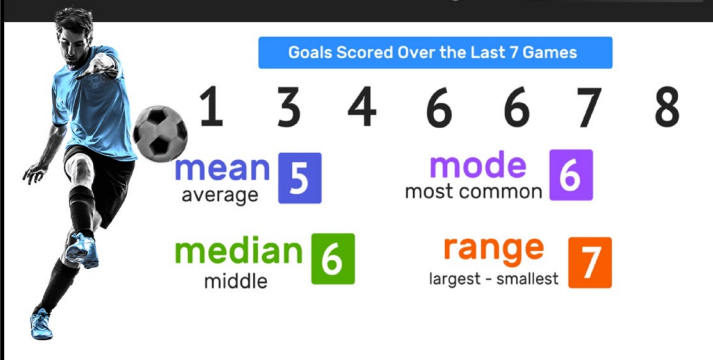 Goals Scored Over the Last 7 Games
1 3 4 6 6 7 8
mean 5
average
mode 6
most common
median 6
middle
range 7
largest - smallest